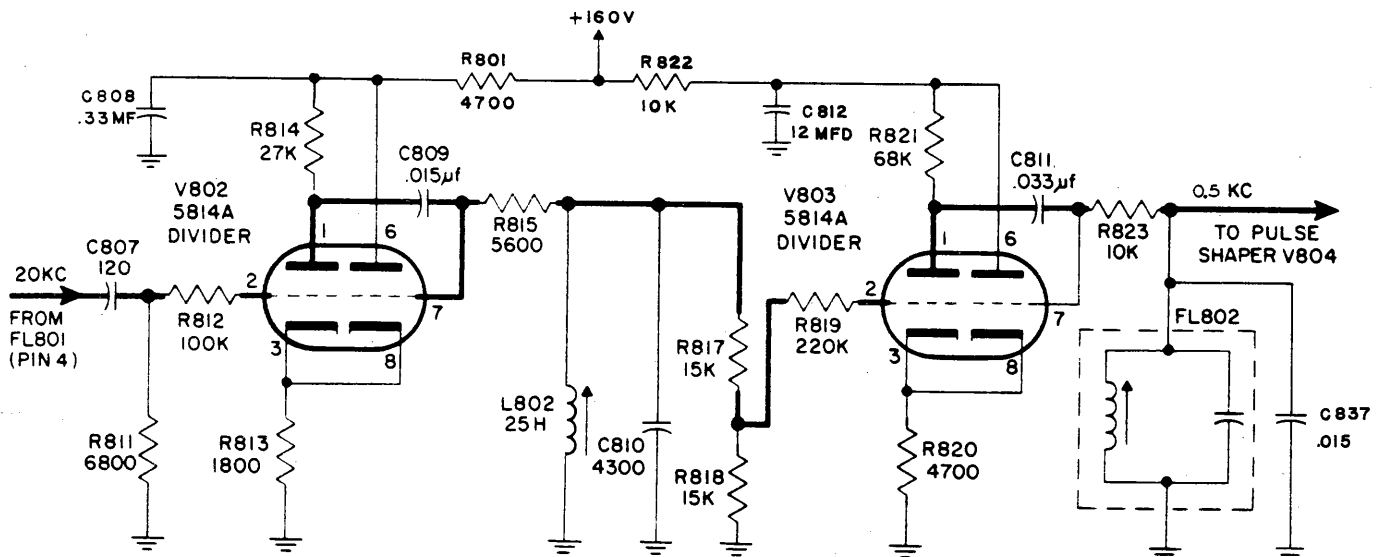 +160V
R801
4700
R822
10K
C808
.33MF
R814
27K
C809
.015µf
C812
12 MFD
R821
68K
C811
.033µf
V802
5814A
DIVIDER
1
6
R815
5600
V803
5814A
DIVIDER
1
6
R823
10K
0.5 KC
TO PULSE
SHAPER V804
C807
120
20KC
FROM
FL801
(PIN 4)
R812
100K
2
7
3
8
R819
220K
2
7
3
8
FL802
R817
15K
R811
6800
R813
1800
L802
25H
C810
4300
R818
15K
R820
4700
C837
.015